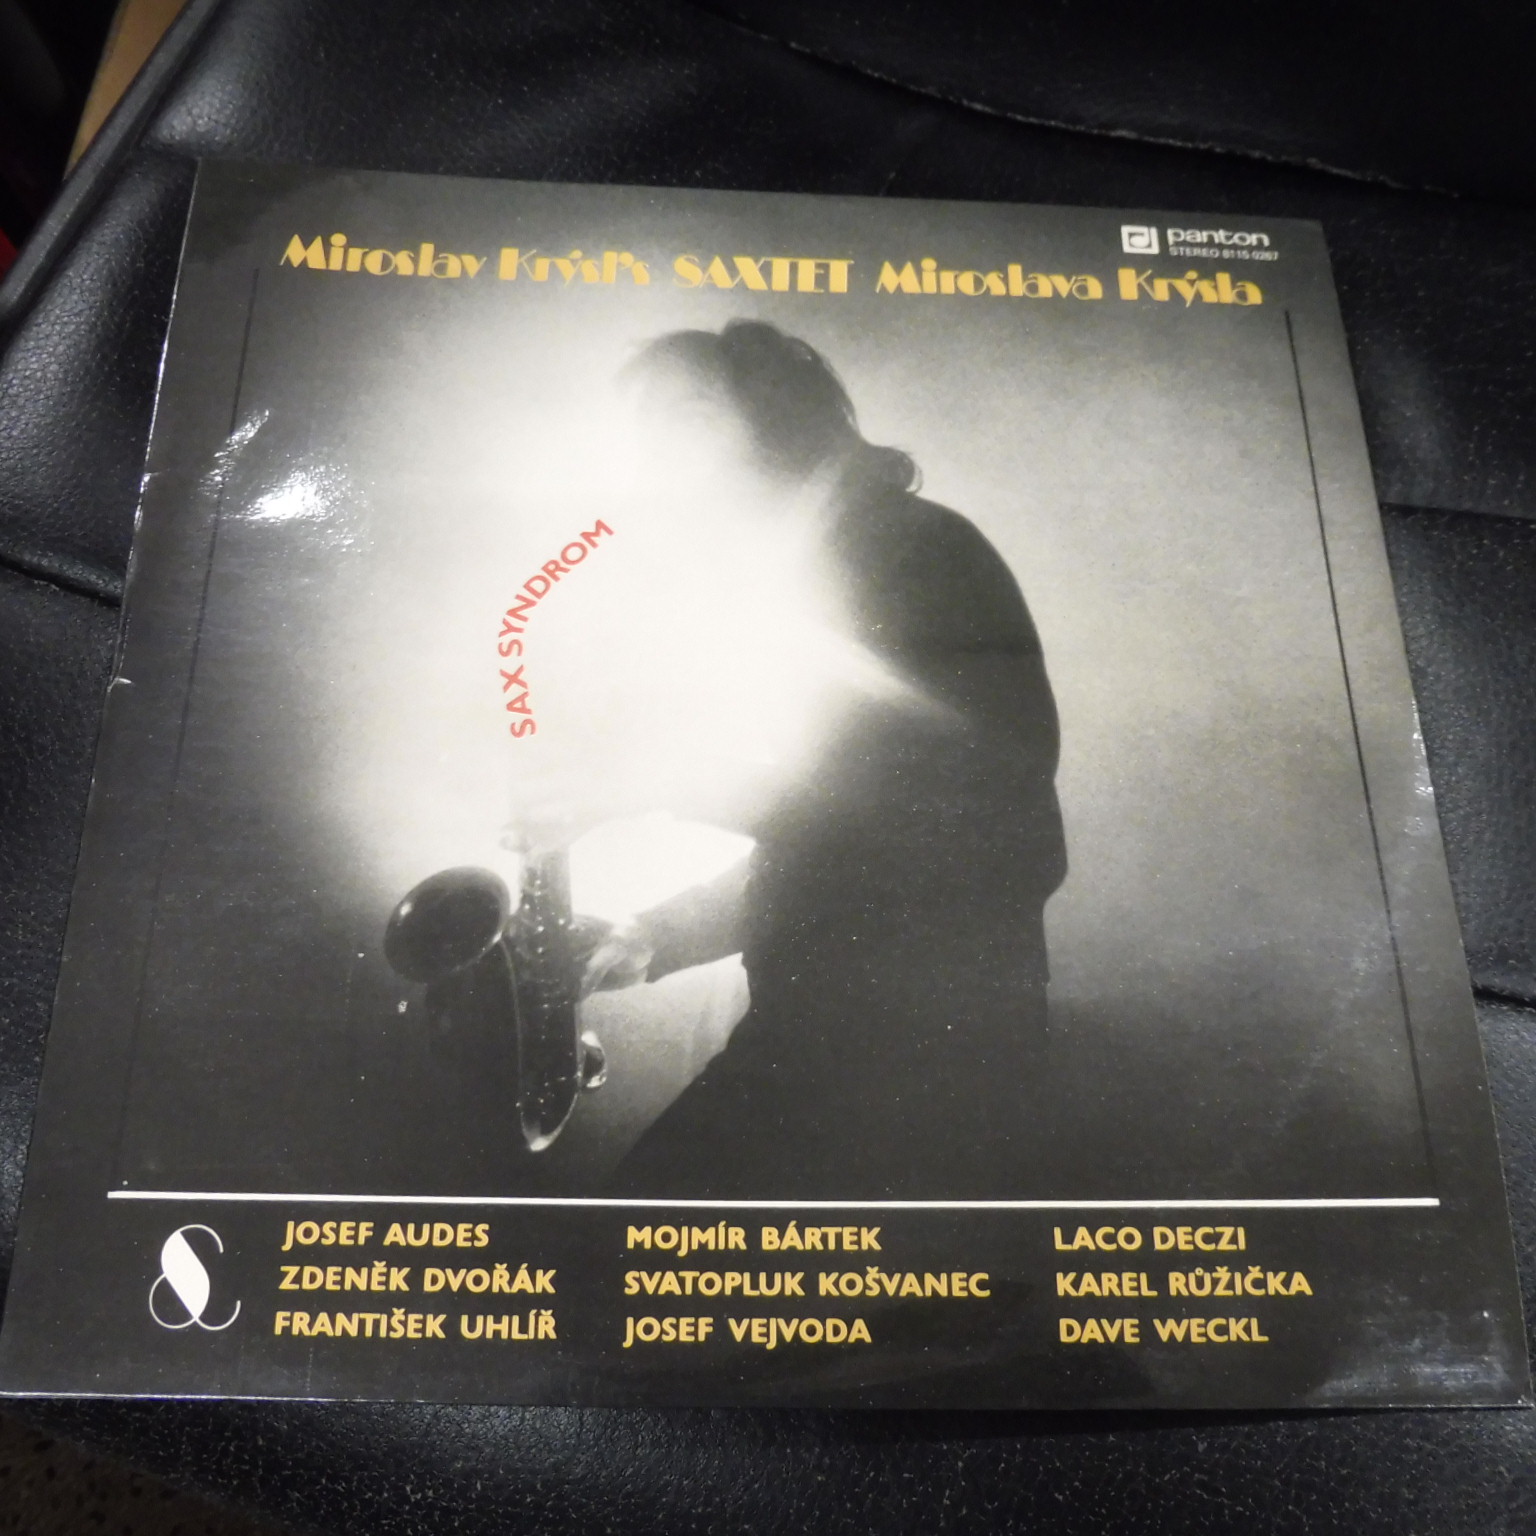 Miroslav Krýsl's SAXTET Miroslava Krýsla
panton
STEREO 8115 0267
SAX SYNDROM
&
JOSEF AUDES
ZDENĚK DVOŘÁK
FRANTIŠEK UHLÍŘ
MOJMÍR BÁRTEK
SVATOPLUK KOŠVANEC
JOSEF VEJVODA
LACO DECZI
KAREL RŮŽIČKA
DAVE WECKL